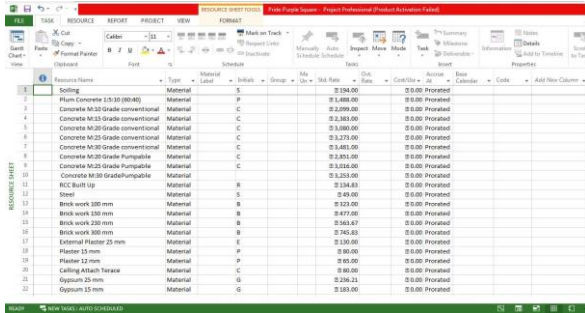 RESOURCE SHEET TOOLS Pride Purple Square - Project Professional (Product Activation Failed)
FILE TASK RESOURCE REPORT PROJECT VIEW FORMAT
Gantt Chart
Paste
Cut
Copy
Format Painter
Calibri 11
B I U
Mark on Track
Respect Links
Inactivate
Manually Schedule
Auto Schedule
Inspect Move Mode
Task
Summary
Milestone
Deliverable
Information
Notes
Details
Add to Timeline
View Clipboard Font Schedule Tasks Insert Properties
Resource Name Type Material Label Initials Group Std. Rate Ovt. Rate Cost/Use Accrue At Base Calendar Code Add New Column
1 Soiling Material S 194.00 0.00 Prorated
2 Plum Concrete 1:5:10 (60:40) Material P 1,488.00 0.00 Prorated
3 Concrete M:10 Grade conventional Material C 2,099.00 0.00 Prorated
4 Concrete M:15 Grade conventional Material C 2,383.00 0.00 Prorated
5 Concrete M:20 Grade conventional Material C 3,080.00 0.00 Prorated
6 Concrete M:25 Grade conventional Material C 3,273.00 0.00 Prorated
7 Concrete M:30 Grade conventional Material C 3,481.00 0.00 Prorated
8 Concrete M:20 Grade Pumpable Material C 2,851.00 0.00 Prorated
9 Concrete M:25 Grade Pumpable Material C 3,016.00 0.00 Prorated
10 Concrete M:30 GradePumpable Material 3,253.00 0.00 Prorated
11 RCC Built Up Material R 134.83 0.00 Prorated
12 Steel Material S 49.00 0.00 Prorated
13 Brick work 100 mm Material B 323.00 0.00 Prorated
14 Brick work 150 mm Material B 477.00 0.00 Prorated
15 Brick work 230 mm Material B 563.67 0.00 Prorated
16 Brick work 300 mm Material B 745.83 0.00 Prorated
17 External Plaster 25 mm Material E 130.00 0.00 Prorated
18 Plaster 15 mm Material P 80.00 0.00 Prorated
19 Plaster 12 mm Material P 65.00 0.00 Prorated
20 Ceilling Attach Terace Material C 80.00 0.00 Prorated
21 Gypsum 25 mm Material G 236.21 0.00 Prorated
22 Gypsum 15 mm Material G 183.00 0.00 Prorated
RESOURCE SHEET
READY NEW TASKS : AUTO SCHEDULED